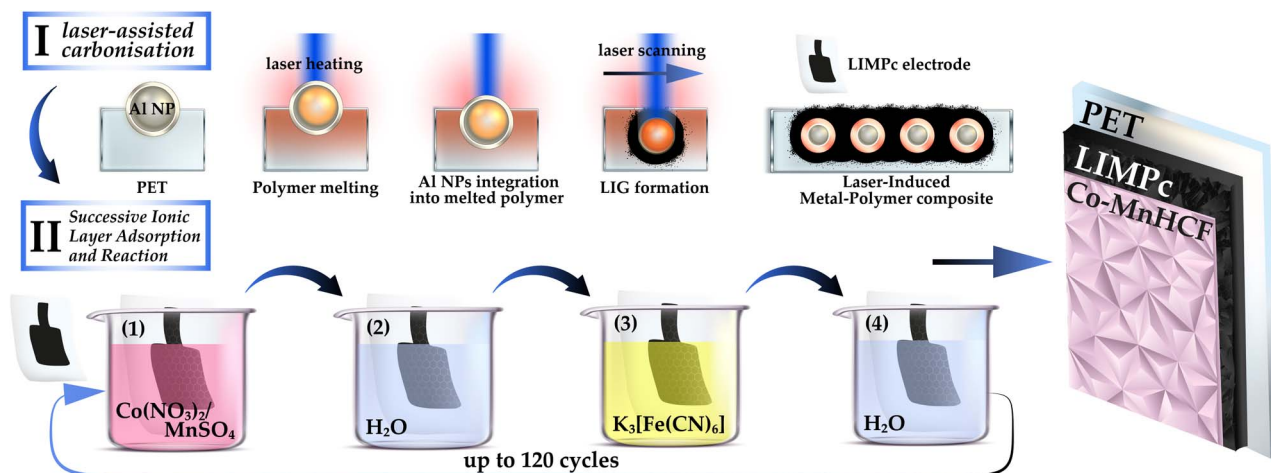 I laser-assisted
carbonisation
Al NP
PET
laser heating
Polymer melting
Al NPs integration
into melted polymer
laser scanning
LIG formation
LIMPc electrode
Laser-Induced
Metal-Polymer composite
II Successive Ionic
Layer Adsorption
and Reaction
(1)
Co(NO₃)₂/
MnSO₄
(2)
H₂O
(3)
K₃[Fe(CN)₆]
(4)
H₂O
up to 120 cycles
PET
LIMPc
Co-MnHCF